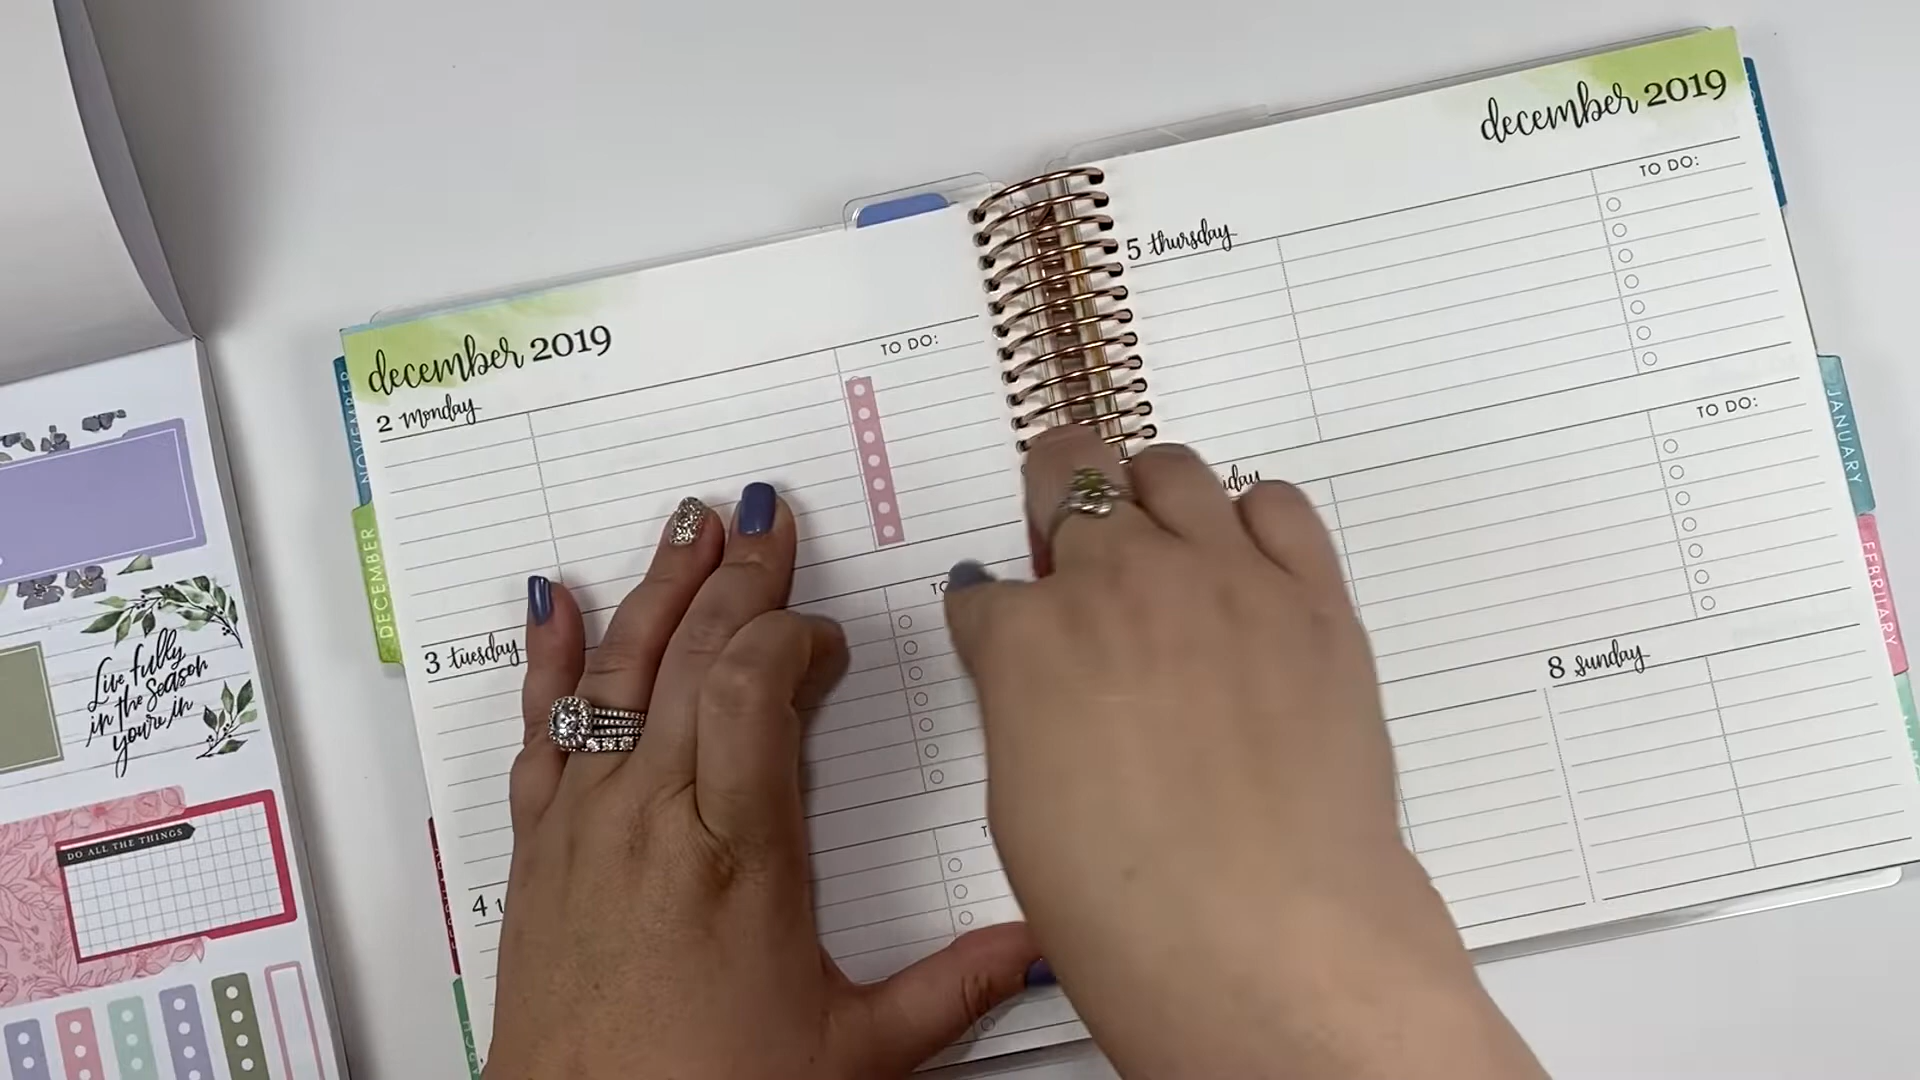 december 2019
2 monday
TO DO:
3 tuesday
4
december 2019
TO DO:
5 thursday
TO DO:
8 sunday
NOVEMBER
DECEMBER
JANUARY
FEBRUARY
Live fully
in the season
you're in
DO ALL THE THINGS